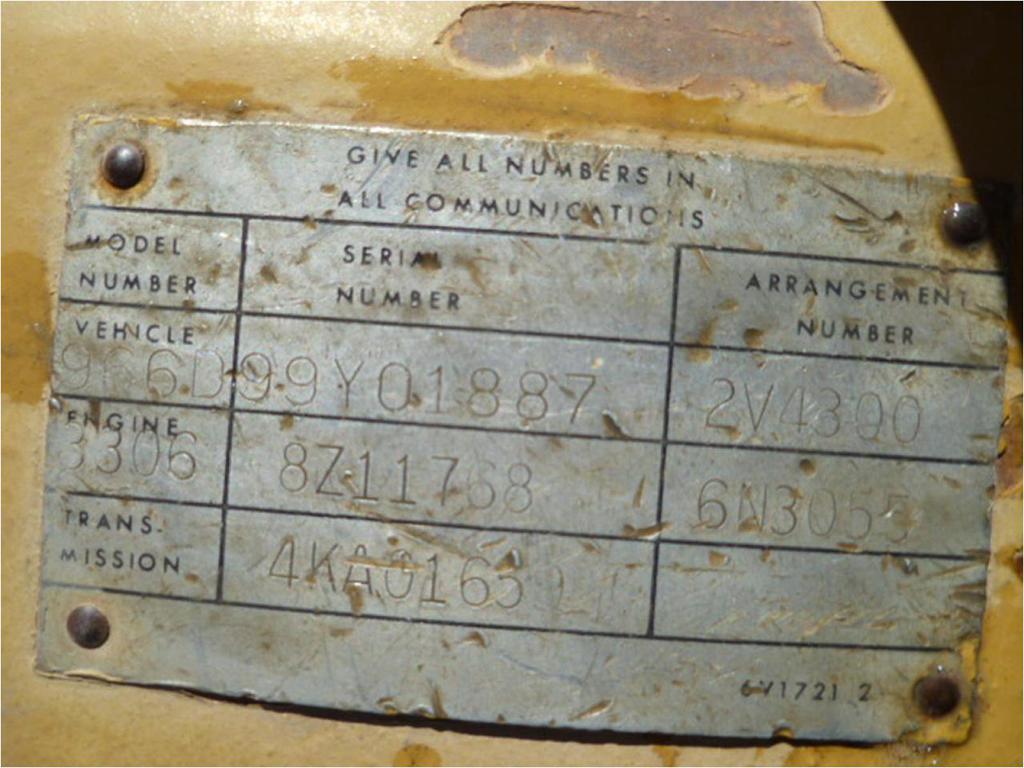 GIVE ALL NUMBERS IN
ALL COMMUNICATIONS
MODEL NUMBER SERIAL NUMBER ARRANGEMENT NUMBER
VEHICLE
966D 99Y01887 2V4300
ENGINE
3306 8Z11768 6N3055
TRANS-
MISSION
6V1721 2